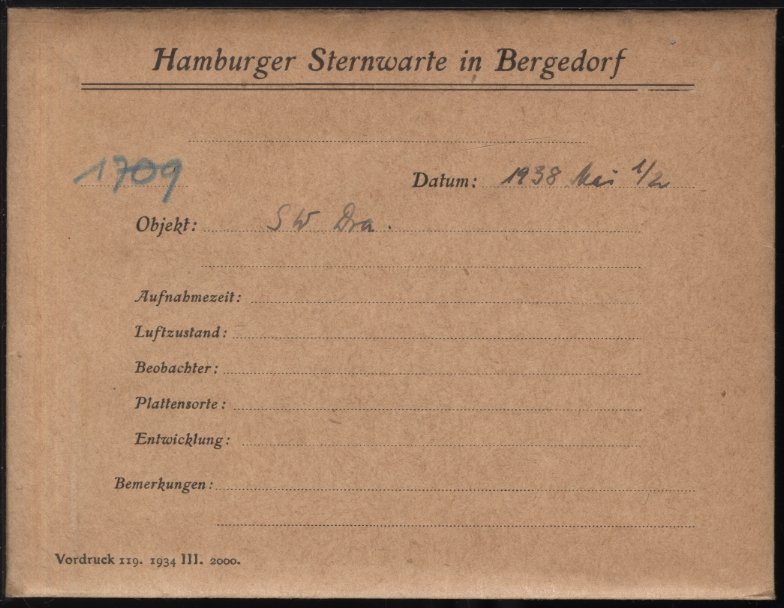 Hamburger Sternwarte in Bergedorf
1709
Datum: 1938 Mai 1/2
Objekt: SW Dra.
Aufnahmezeit:
Luftzustand:
Beobachter:
Plattensorte:
Entwicklung:
Bemerkungen:
Vordruck 119. 1934 III. 2000.